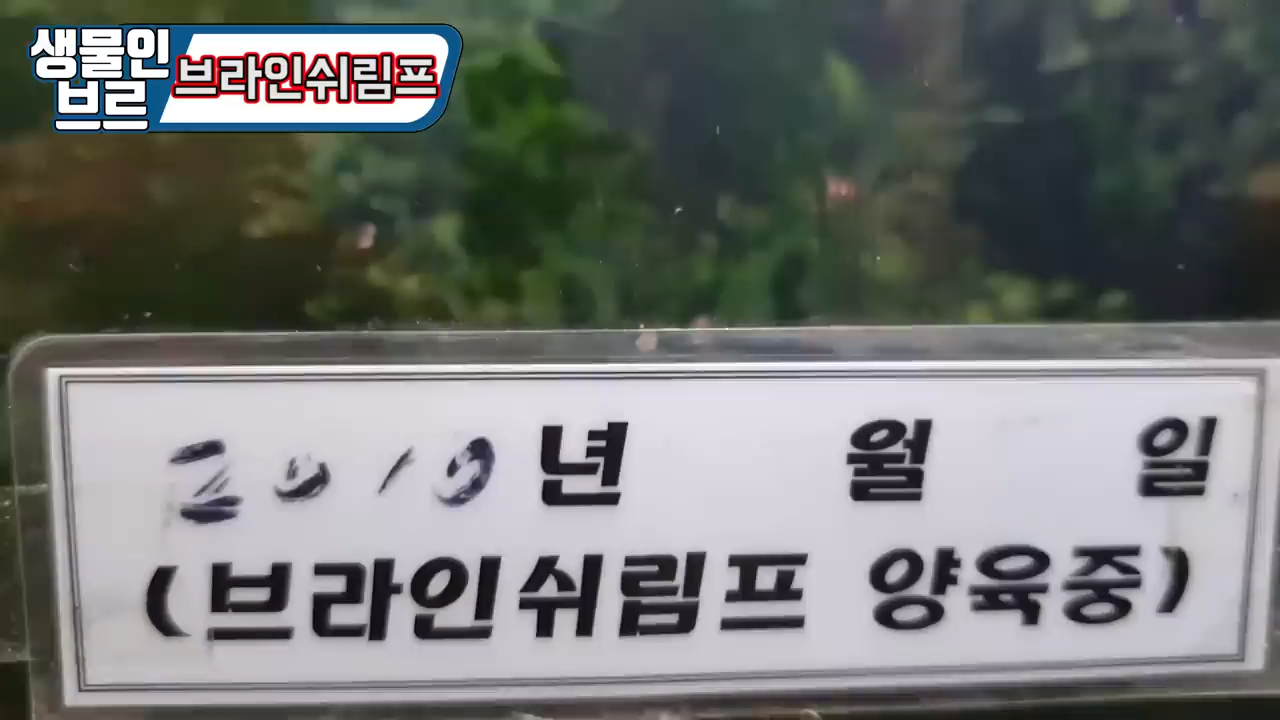 생물인
브르
브라인쉬림프
2010년 월 일
(브라인쉬림프 양육중)